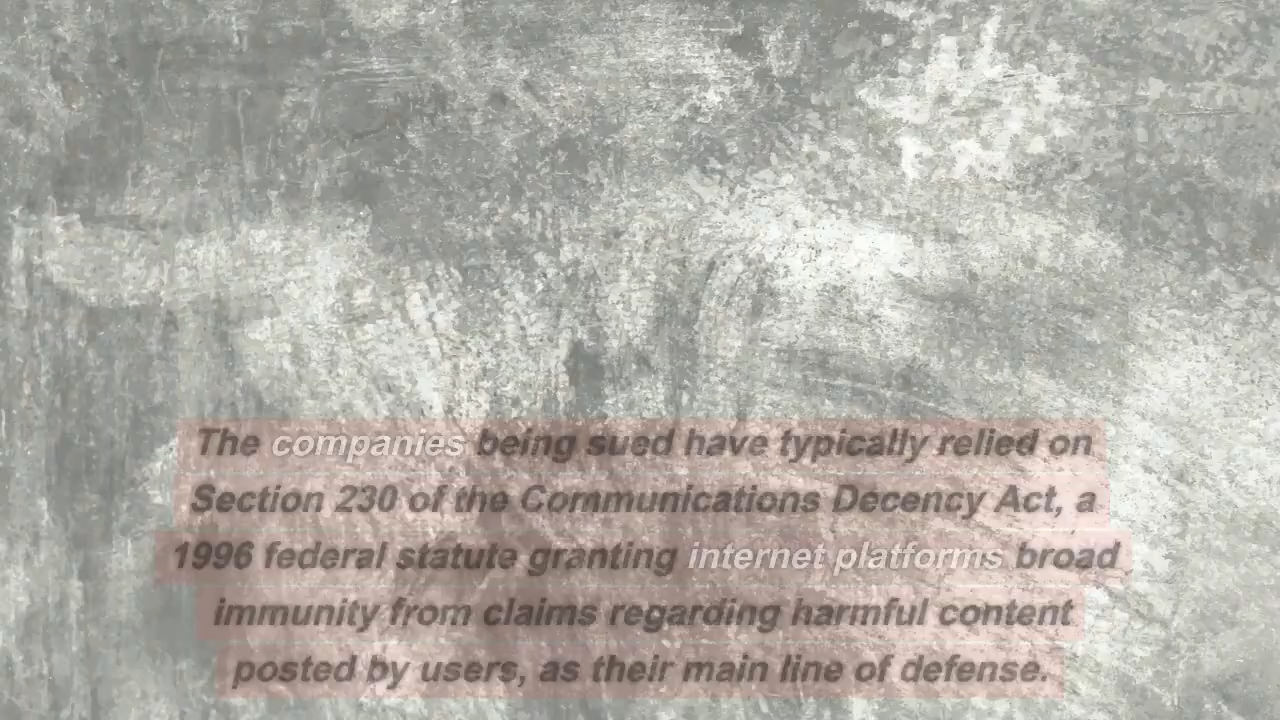 The companies being sued have typically relied on
Section 230 of the Communications Decency Act, a
1996 federal statute granting internet platforms broad
immunity from claims regarding harmful content
posted by users, as their main line of defense.